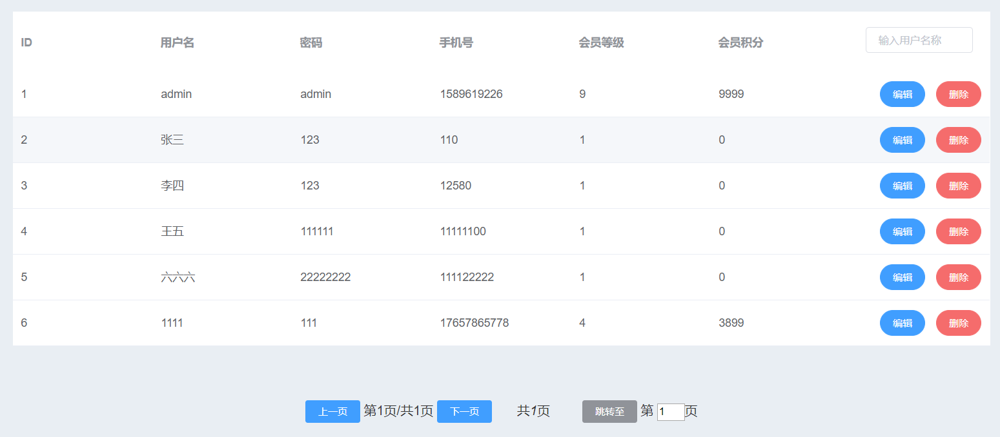 ID 用户名 密码 手机号 会员等级 会员积分 输入用户名称
1 admin admin 1589619226 9 9999 编辑 删除
2 张三 123 110 1 0 编辑 删除
3 李四 123 12580 1 0 编辑 删除
4 王五 111111 11111100 1 0 编辑 删除
5 六六六 22222222 111122222 1 0 编辑 删除
6 1111 111 17657865778 4 3899 编辑 删除
上一页 第1页/共1页 下一页 共1页 跳转至 第 1 页